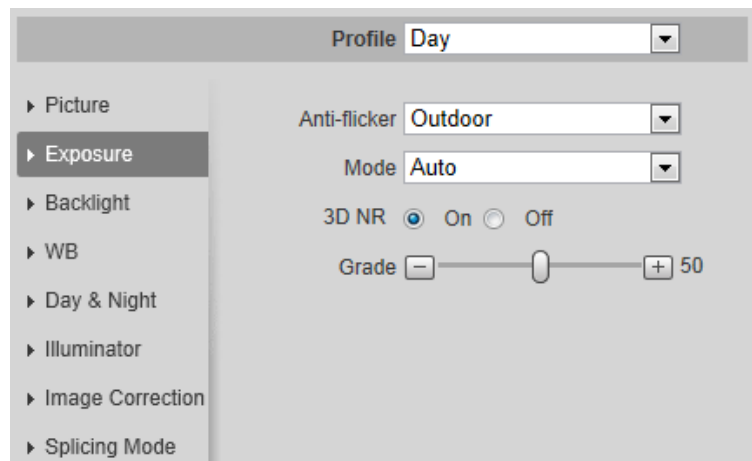 Profile Day
Picture
Exposure
Backlight
WB
Day & Night
Illuminator
Image Correction
Splicing Mode
Anti-flicker Outdoor
Mode Auto
3D NR On Off
Grade 50